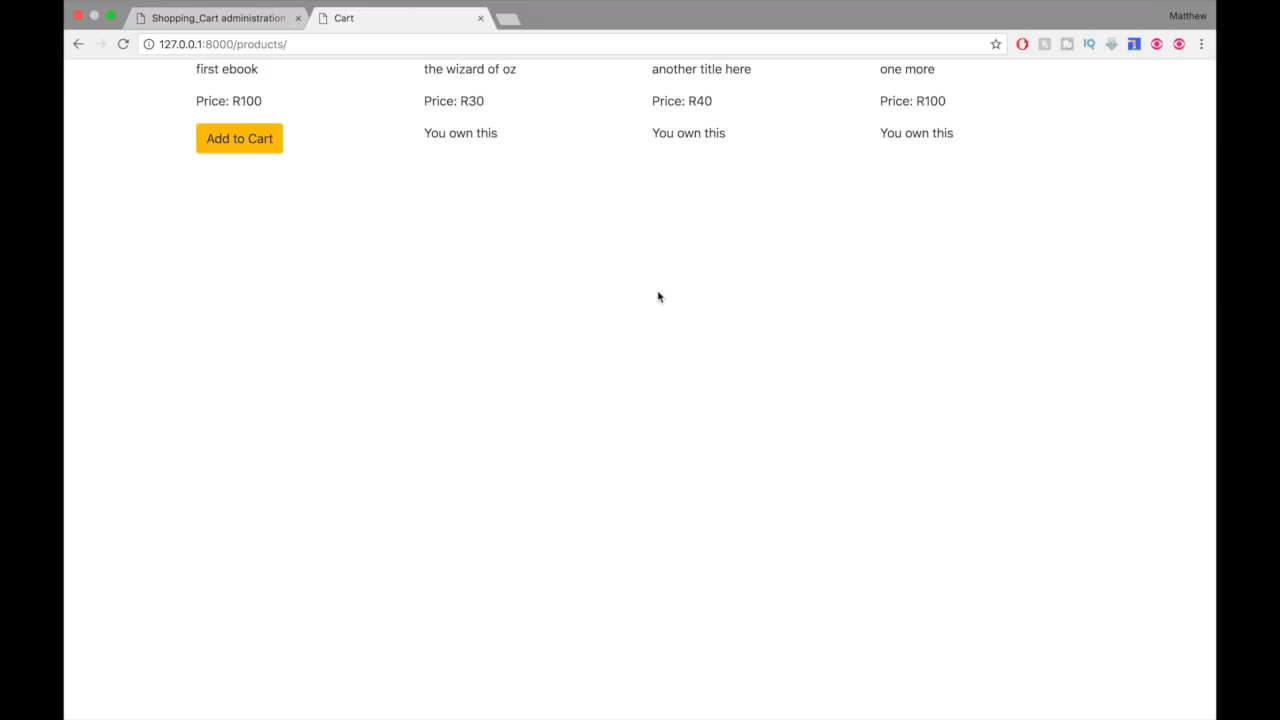 Shopping_Cart administration
Cart
Matthew
127.0.0.1:8000/products/
IQ
first ebook
the wizard of oz
another title here
one more
Price: R100
Price: R30
Price: R40
Price: R100
Add to Cart
You own this
You own this
You own this